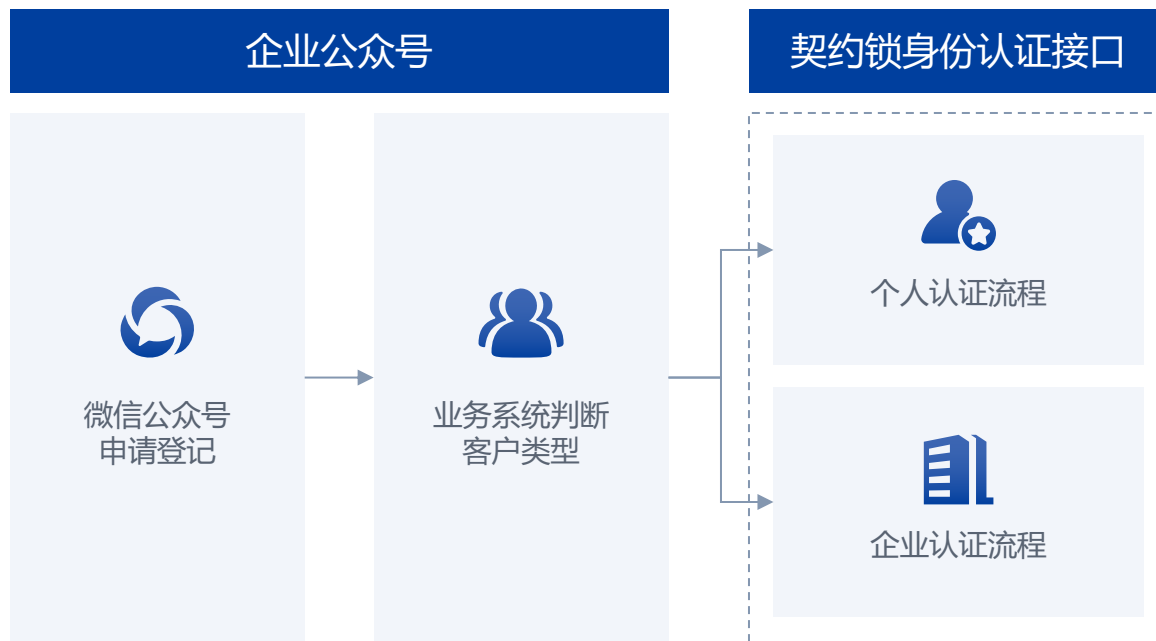 企业公众号
契约锁身份认证接口
微信公众号
申请登记
业务系统判断
客户类型
个人认证流程
企业认证流程